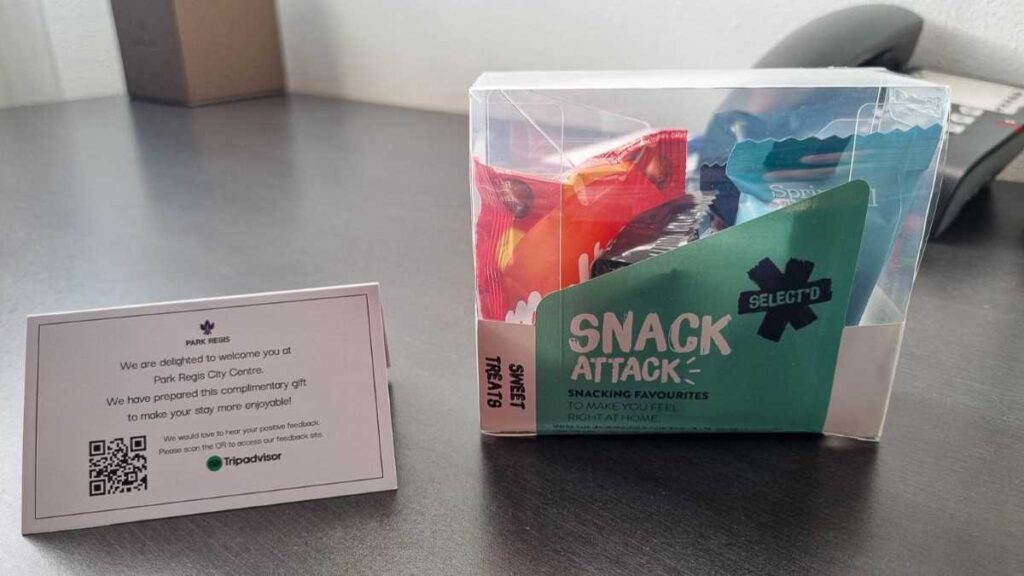 PARK REGIS
We are delighted to welcome you at
Park Regis City Centre.
We have prepared this complimentary gift
to make your stay more enjoyable!
We would love to hear your positive feedback.
Please scan the QR to access our feedback site.
Tripadvisor
SWEET
TREATS
SNACK
ATTACK
SNACKING FAVOURITES
TO MAKE YOU FEEL
RIGHT AT HOME
SELECT'D